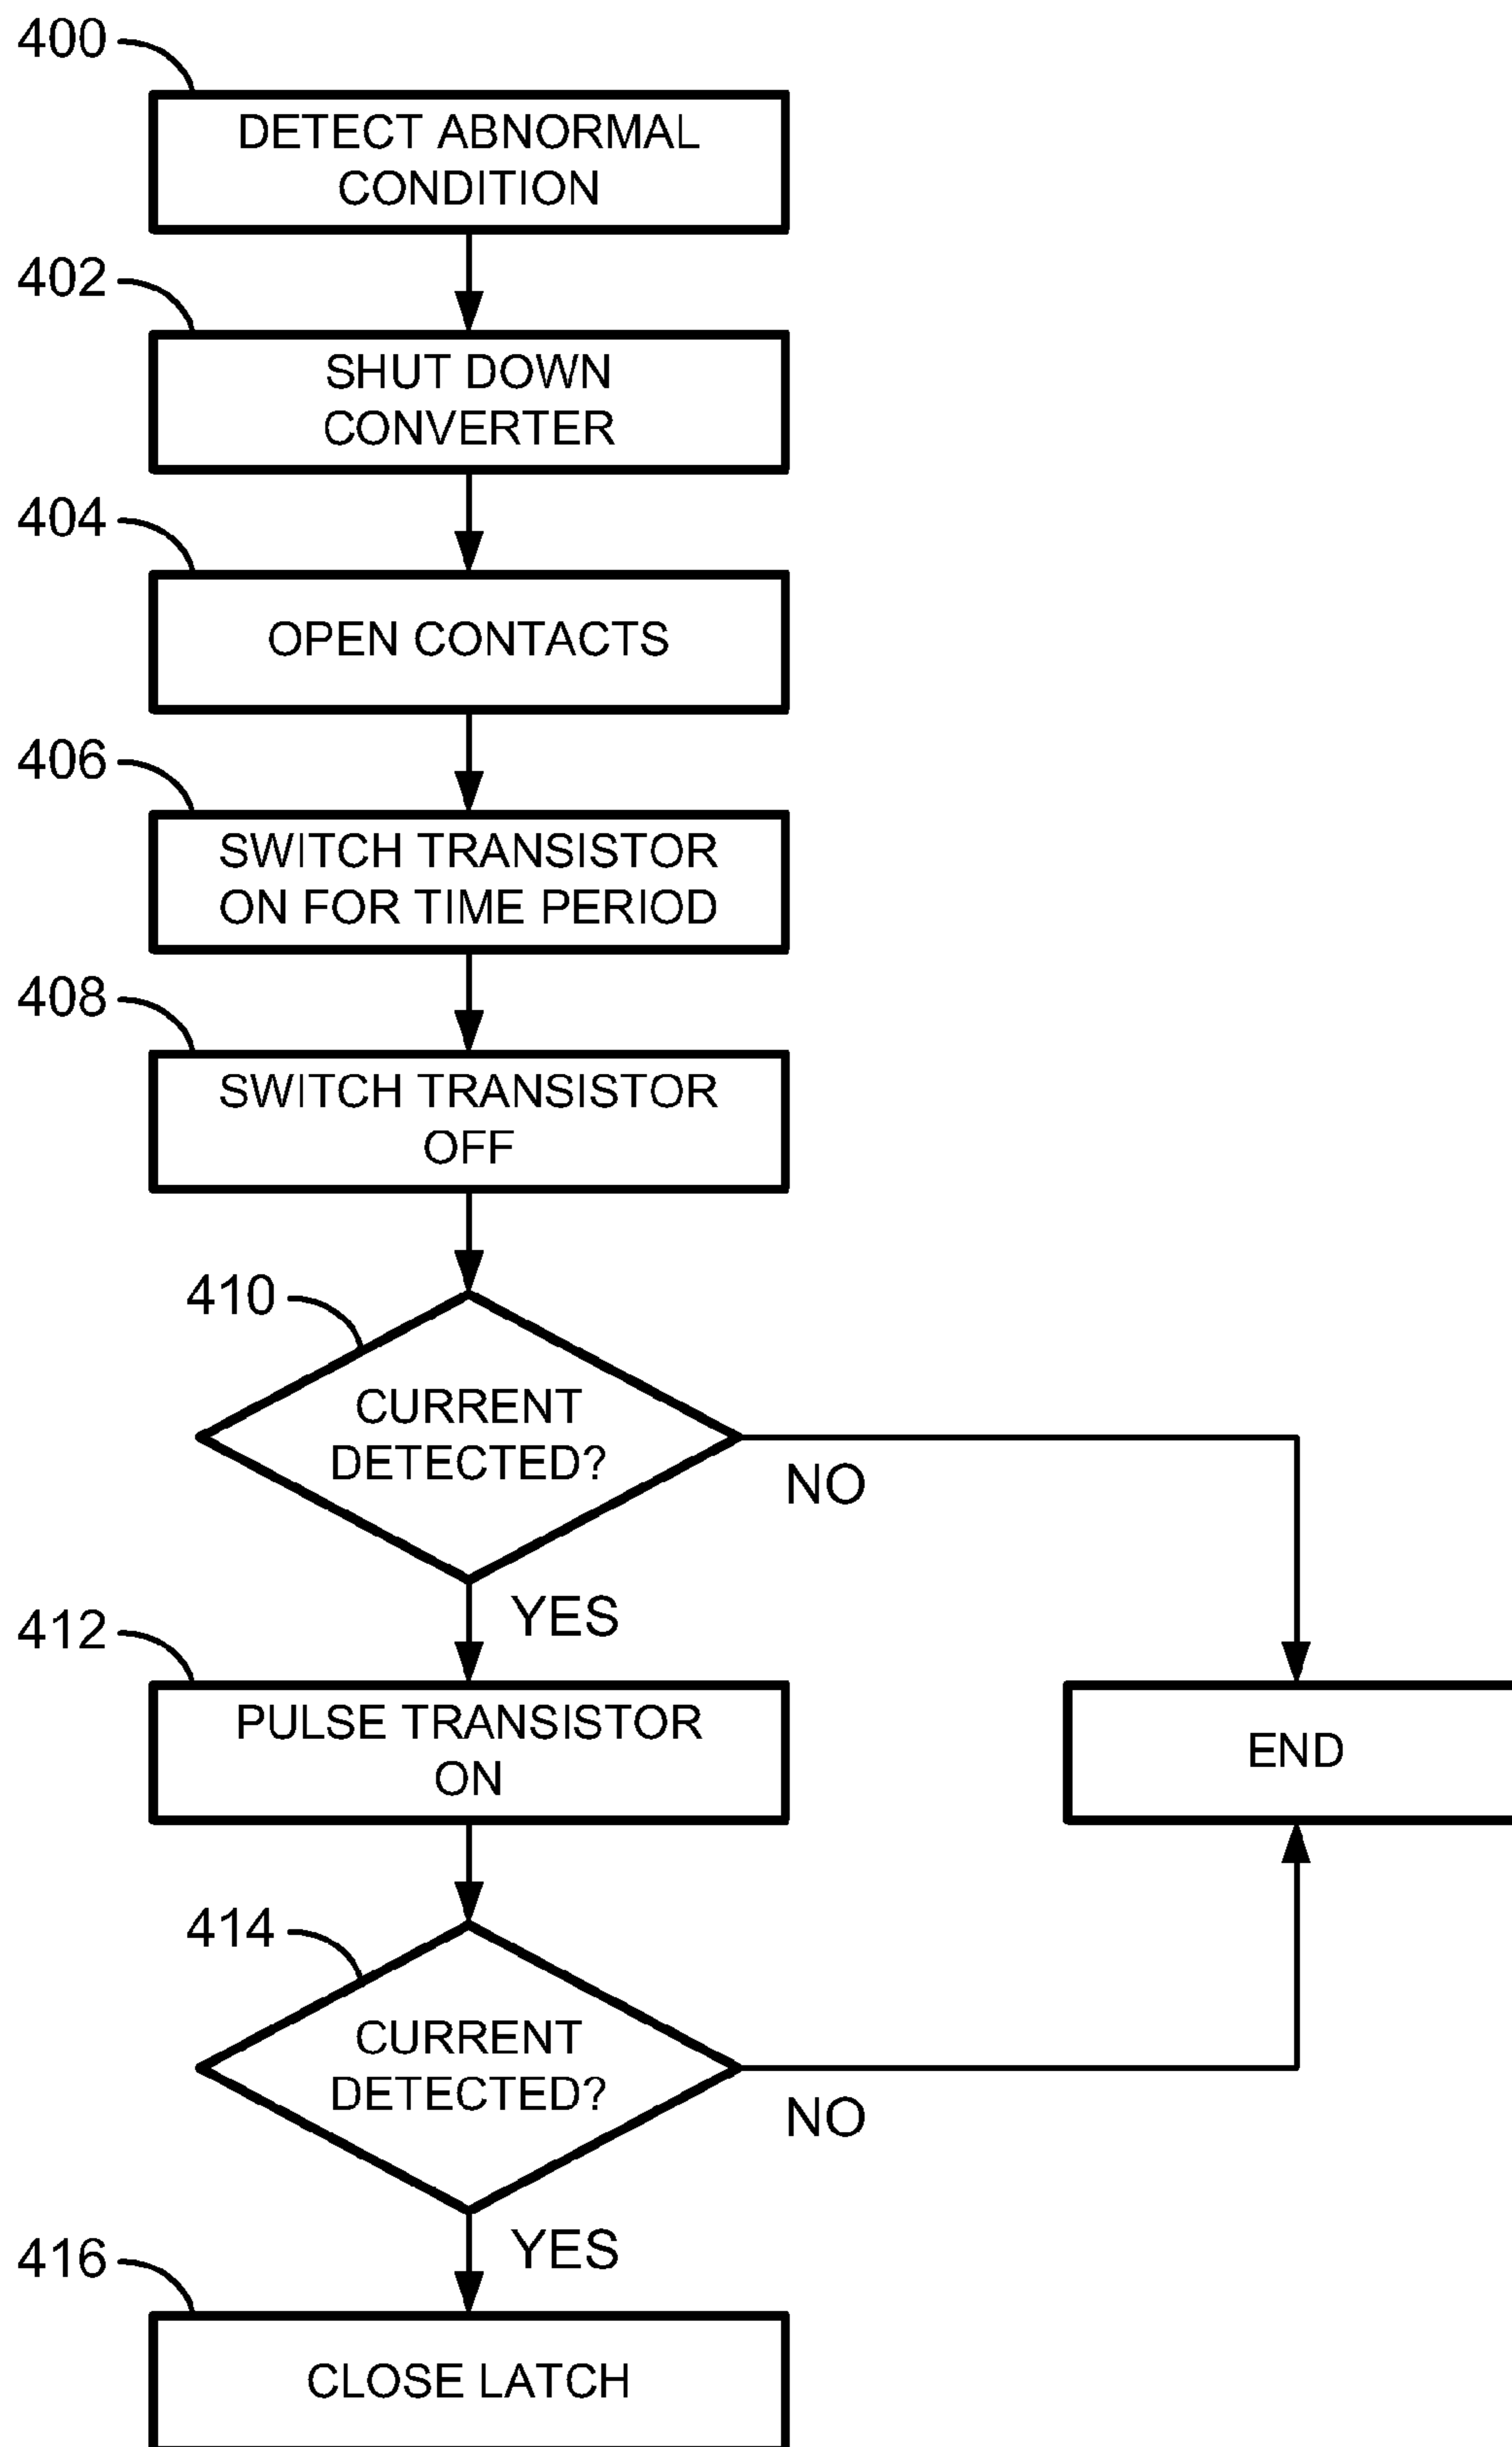 400
DETECT ABNORMAL
CONDITION
402
SHUT DOWN
CONVERTER
404
OPEN CONTACTS
406
SWITCH TRANSISTOR
ON FOR TIME PERIOD
408
SWITCH TRANSISTOR
OFF
410
CURRENT
DETECTED?
NO
YES
412
PULSE TRANSISTOR
ON
END
414
CURRENT
DETECTED?
NO
YES
416
CLOSE LATCH